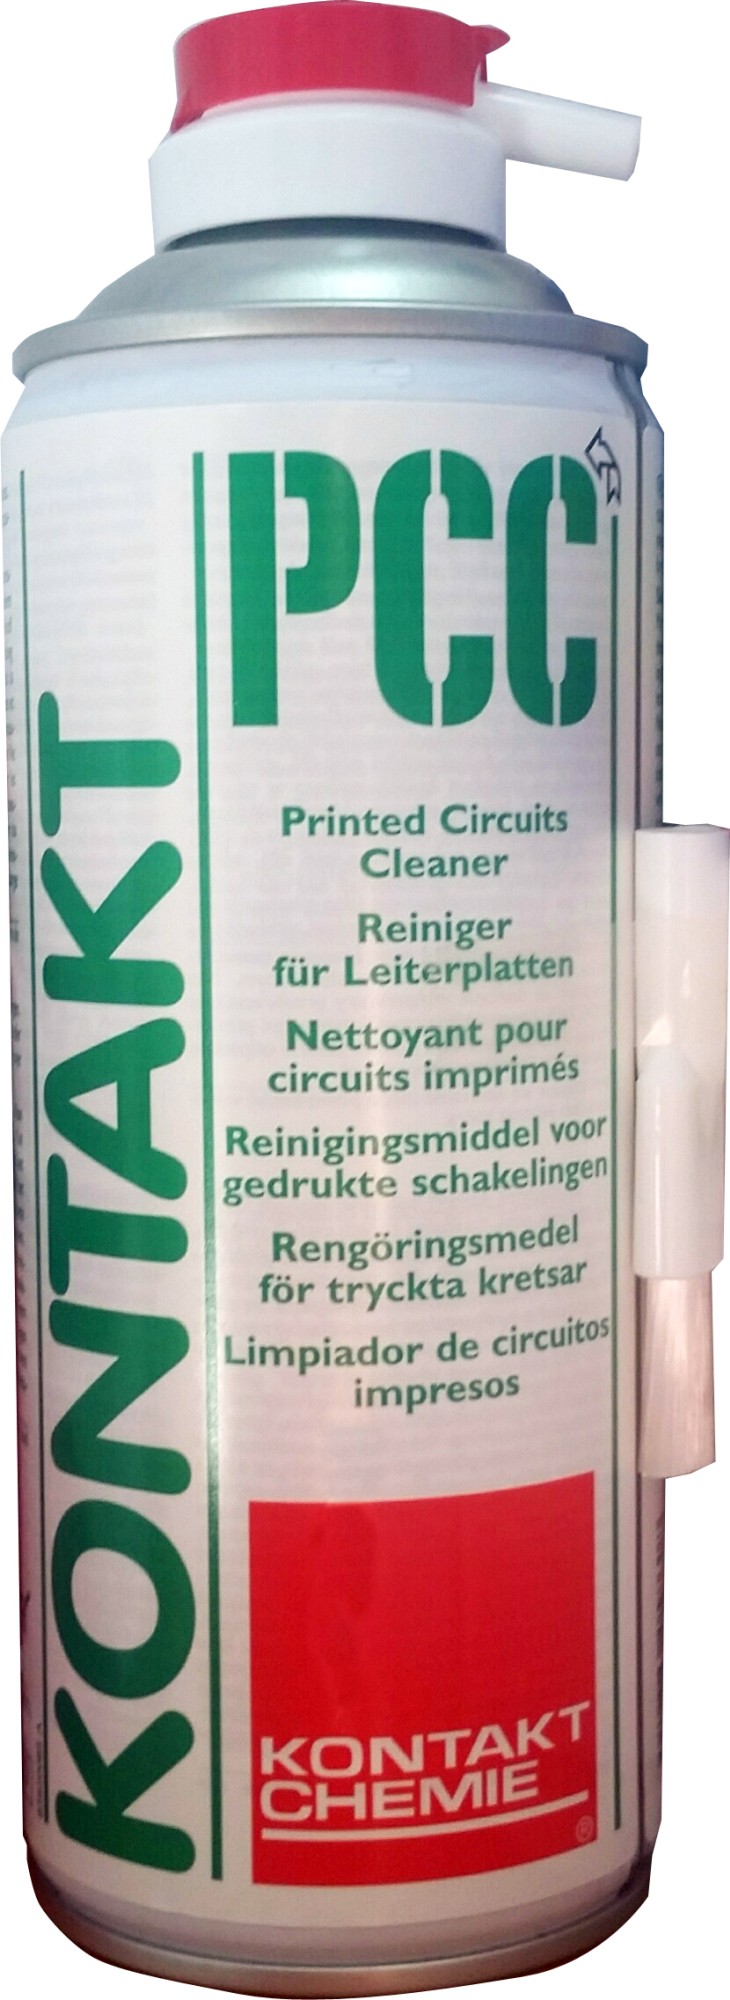 KONTAKT
PCC
Printed Circuits
Cleaner
Reiniger
für Leiterplatten
Nettoyant pour
circuits imprimés
Reinigingsmiddel voor
gedrukte schakelingen
Rengöringsmedel
för tryckta kretsar
Limpiador de circuitos
impresos
KONTAKT
CHEMIE
®